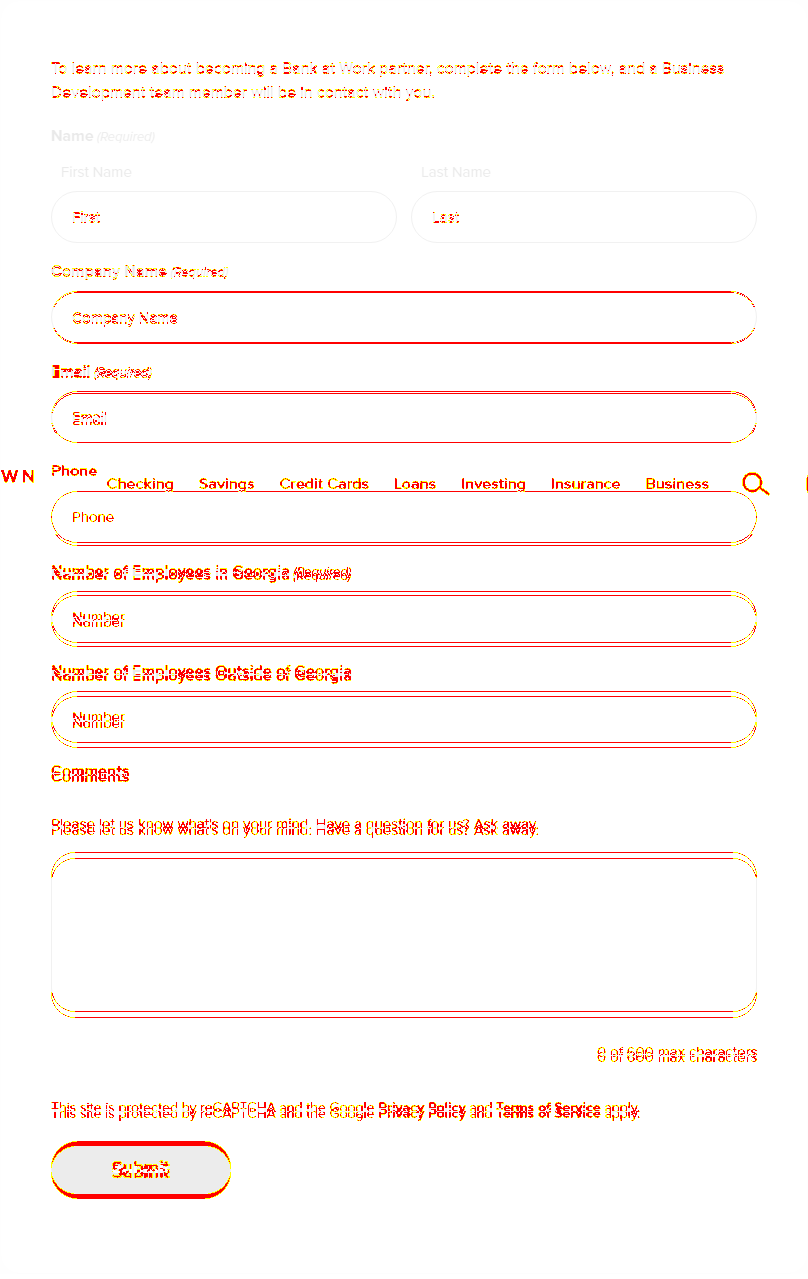 To learn more about becoming a Bank at Work partner, complete the form below, and a Business
Development team member will be in contact with you.
Name (Required)
First Name Last Name
First Last
Company Name (Required)
Company Name
Email (Required)
Email
Phone
WN Checking Savings Credit Cards Loans Investing Insurance Business
Phone
Number of Employees in Georgia (Required)
Number
Number of Employees Outside of Georgia
Number
Comments
Please let us know what's on your mind. Have a question for us? Ask away.
0 of 500 max characters
This site is protected by reCAPTCHA and the Google Privacy Policy and Terms of Service apply.
Submit